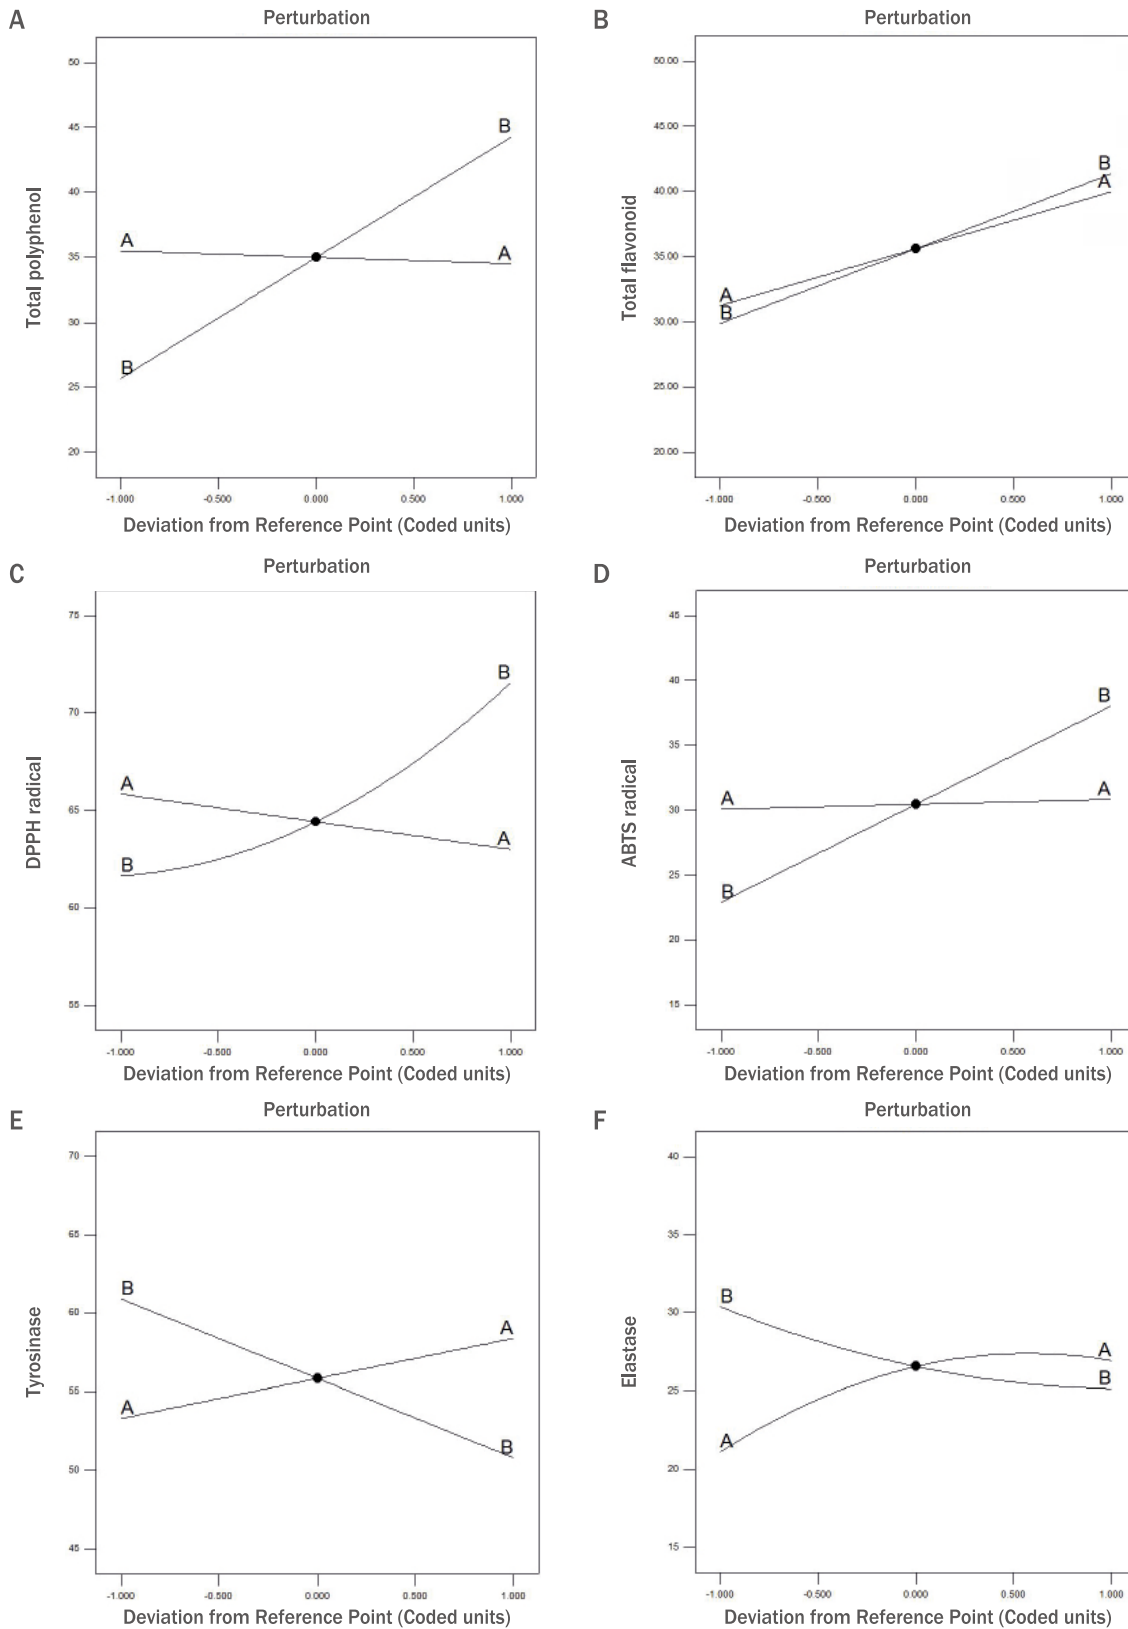 A
Perturbation
50
45
40
35
30
25
20
Total polyphenol
B
A
A
B
-1.000 -0.500 0.000 0.500 1.000
Deviation from Reference Point (Coded units)
B
Perturbation
50.00
45.00
40.00
35.00
30.00
25.00
20.00
Total flavonoid
B
A
A
B
-1.000 -0.500 0.000 0.500 1.000
Deviation from Reference Point (Coded units)
C
Perturbation
75
70
65
60
55
DPPH radical
B
A
A
B
-1.000 -0.500 0.000 0.500 1.000
Deviation from Reference Point (Coded units)
D
Perturbation
45
40
35
30
25
20
15
ABTS radical
B
A
A
B
-1.000 -0.500 0.000 0.500 1.000
Deviation from Reference Point (Coded units)
E
Perturbation
70
65
60
55
50
45
Tyrosinase
B
A
A
B
-1.000 -0.500 0.000 0.500 1.000
Deviation from Reference Point (Coded units)
F
Perturbation
40
35
30
25
20
15
Elastase
B
A
B
A
-1.000 -0.500 0.000 0.500 1.000
Deviation from Reference Point (Coded units)